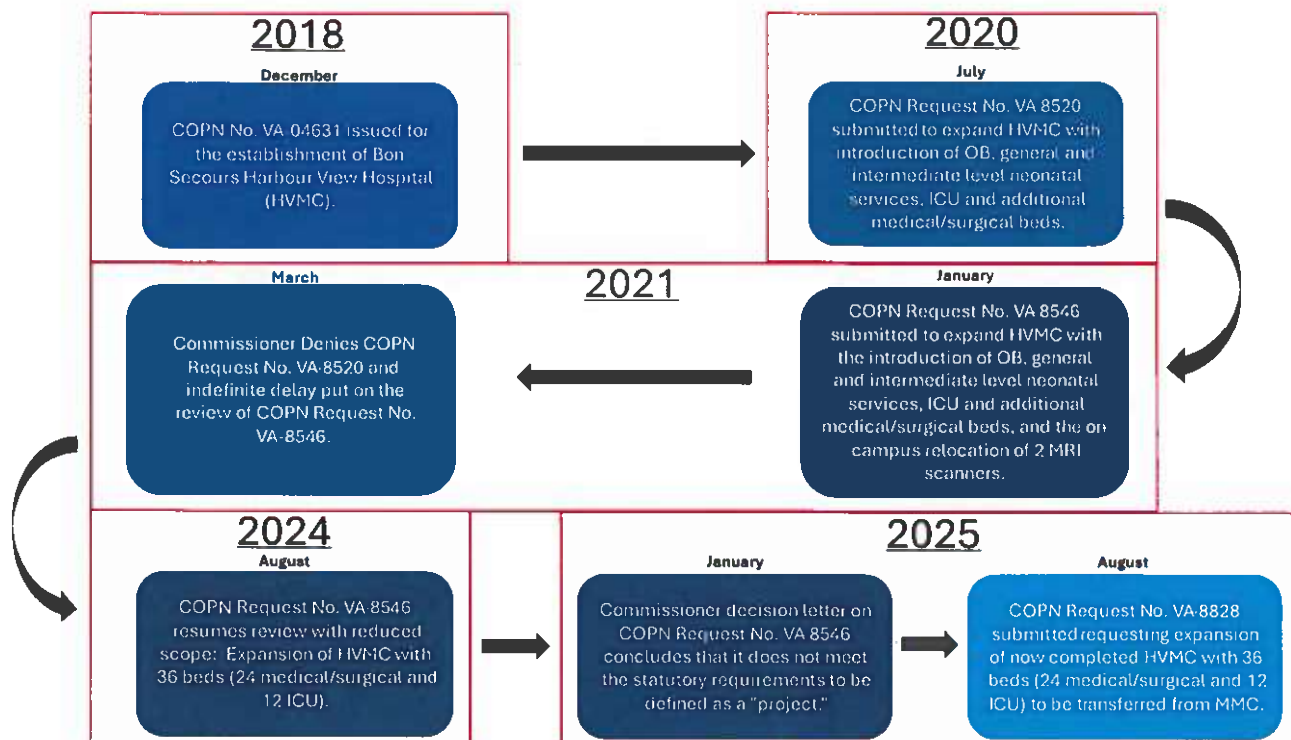 2018
December
COPN No. VA-04631 issued for
the establishment of Bon
Secours Harbour View Hospital
(HVMC).
2020
July
COPN Request No. VA 8520
submitted to expand HVMC with
introduction of OB, general and
intermediate level neonatal
services, ICU and additional
medical/surgical beds.
2021
January
COPN Request No. VA 8546
submitted to expand HVMC with
the introduction of OB, general
and intermediate level neonatal
services, ICU and additional
medical/surgical beds, and the on
campus relocation of 2 MRI
scanners.
March
Commissioner Denies COPN
Request No. VA-8520 and
indefinite delay put on the
review of COPN Request No.
VA-8546.
2024
August
COPN Request No. VA-8546
resumes review with reduced
scope: Expansion of HVMC with
36 beds (24 medical/surgical and
12 ICU).
2025
January
Commissioner decision letter on
COPN Request No. VA 8546
concludes that it does not meet
the statutory requirements to be
defined as a "project."
August
COPN Request No. VA-8828
submitted requesting expansion
of now completed HVMC with 36
beds (24 medical/surgical and 12
ICU) to be transferred from MMC.